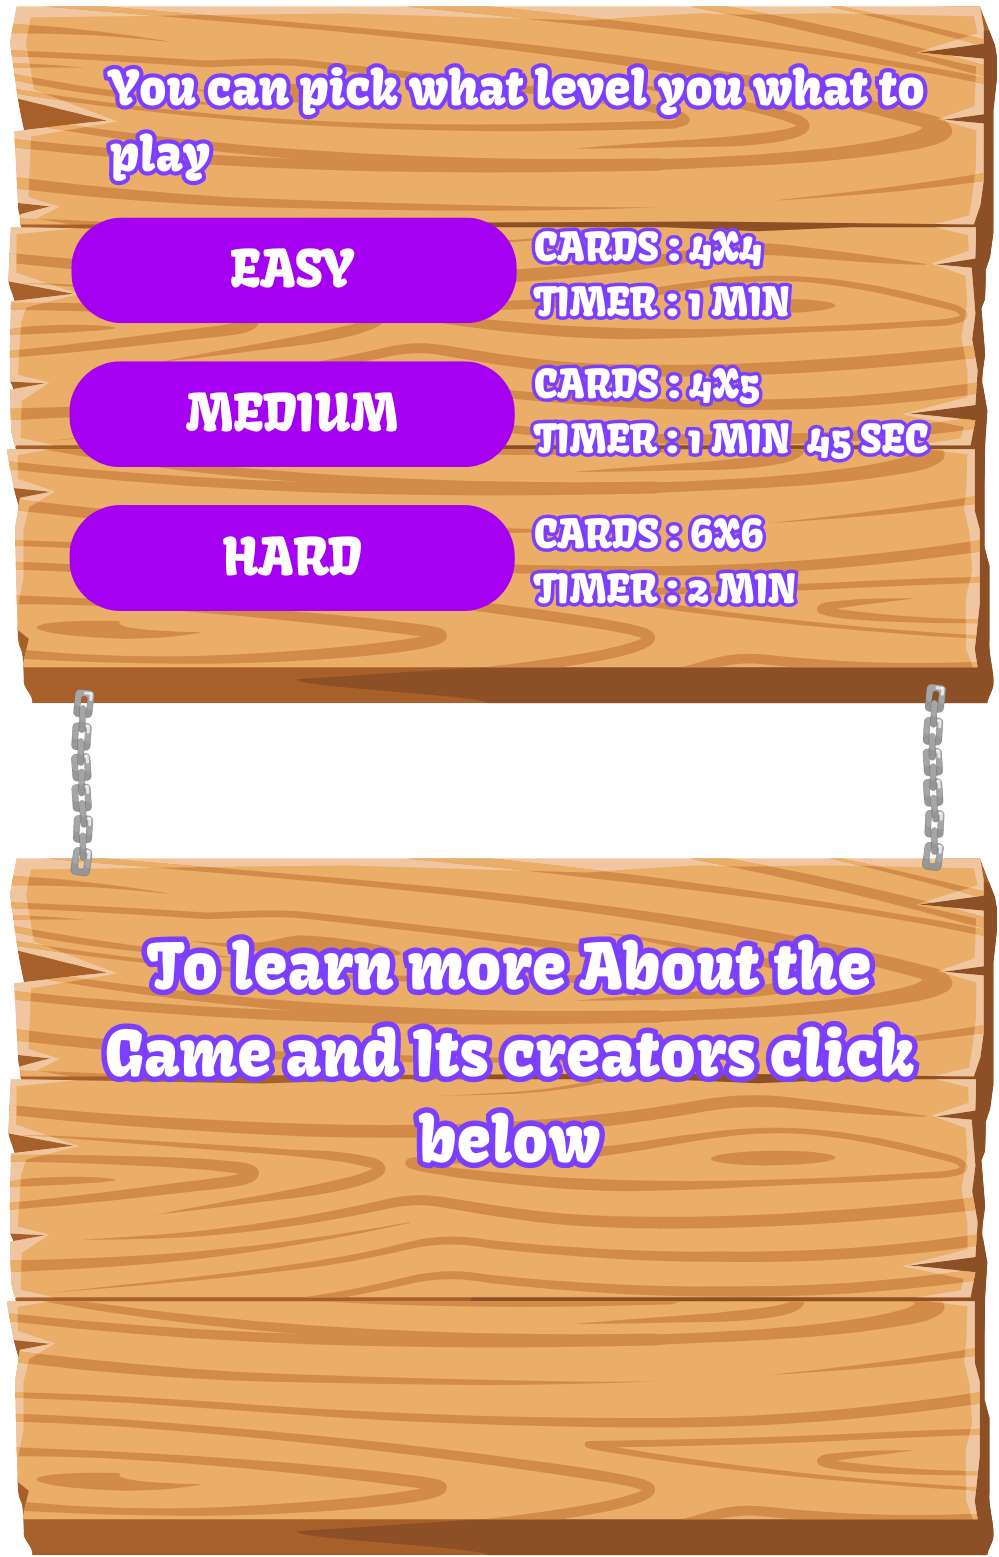 You can pick what level you what to
play
EASY
CARDS : 4X4
TIMER : 1 MIN
MEDIUM
CARDS : 4X5
TIMER : 1 MIN 45 SEC
HARD
CARDS : 6X6
TIMER : 2 MIN
To learn more About the
Game and Its creators click
below